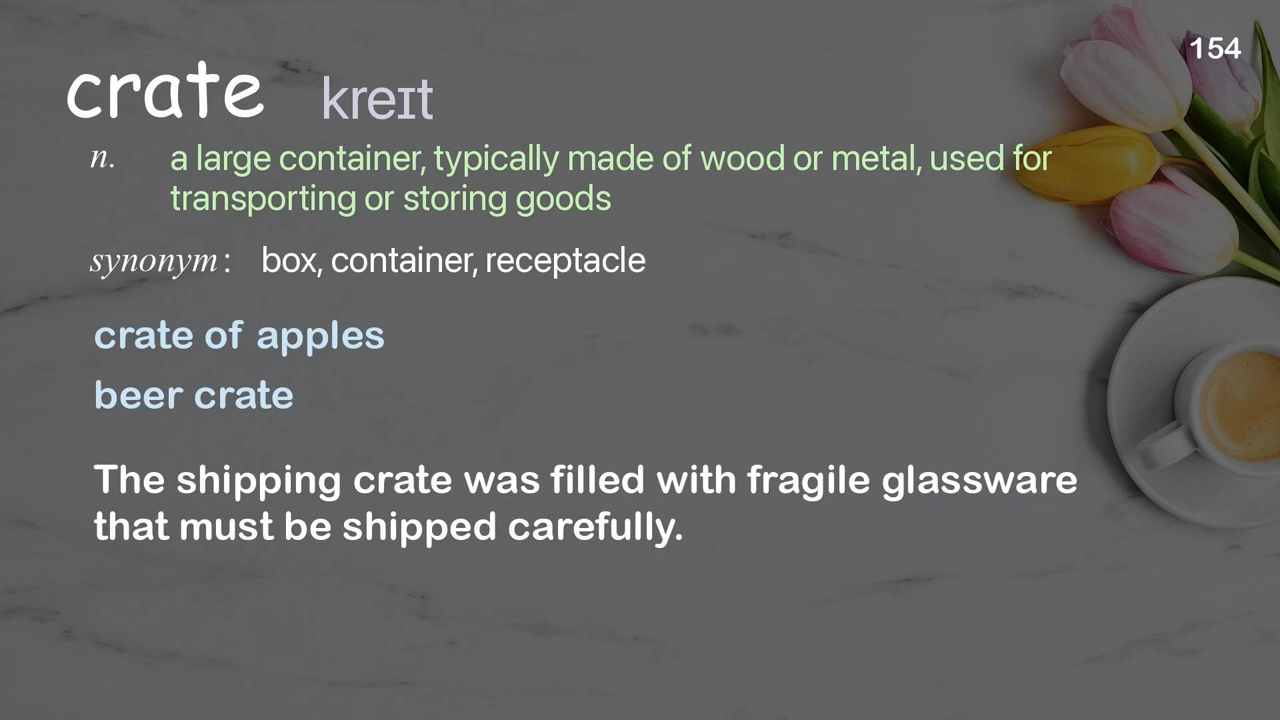 154
crate kreɪt
n. a large container, typically made of wood or metal, used for
transporting or storing goods
synonym : box, container, receptacle
crate of apples
beer crate
The shipping crate was filled with fragile glassware
that must be shipped carefully.